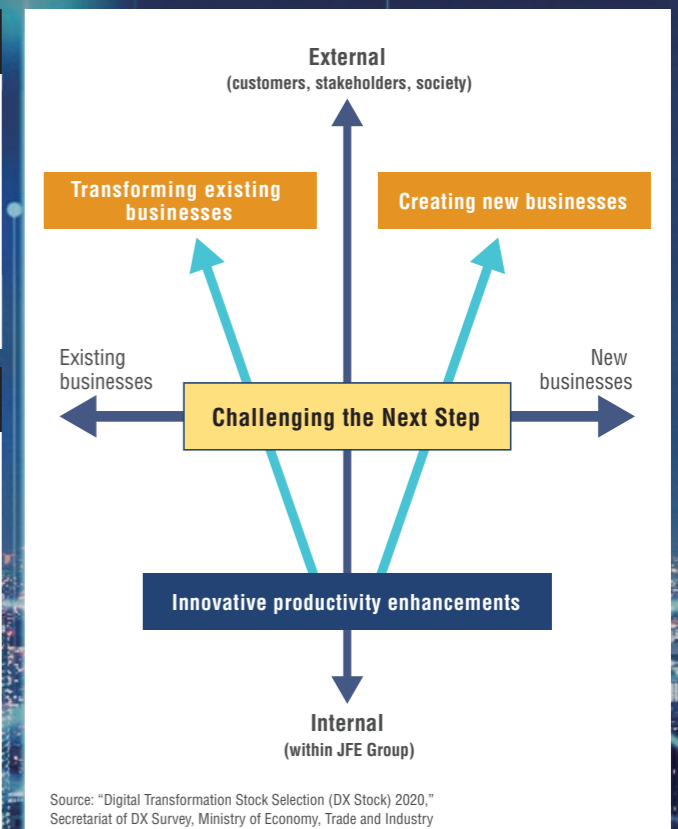 External
(customers, stakeholders, society)
Transforming existing
businesses
Creating new businesses
Existing
businesses
New
businesses
Challenging the Next Step
Innovative productivity enhancements
Internal
(within JFE Group)
Source: “Digital Transformation Stock Selection (DX Stock) 2020,”
Secretariat of DX Survey, Ministry of Economy, Trade and Industry